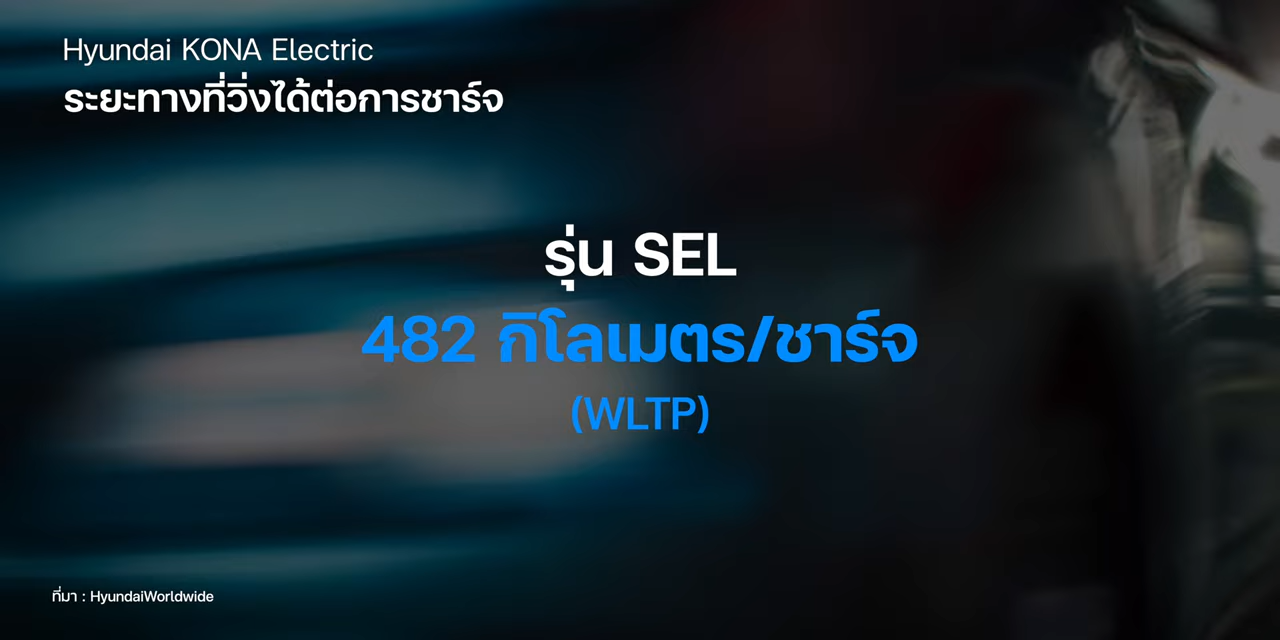 Hyundai KONA Electric
ระยะทางที่วิ่งได้ต่อการชาร์จ
รุ่น SEL
482 กิโลเมตร/ชาร์จ
(WLTP)
ที่มา : HyundaiWorldwide